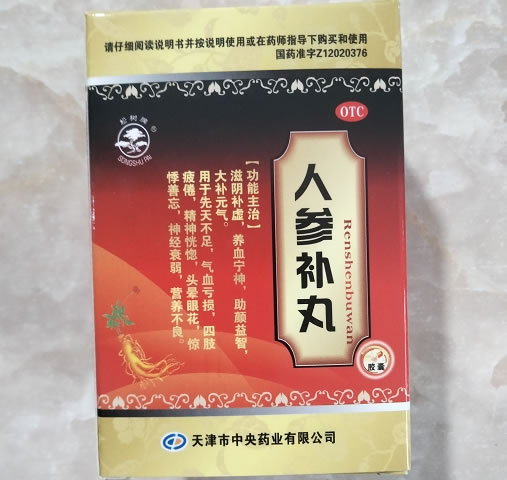 请仔细阅读说明书并按说明使用或在药师指导下购买和使用
国药准字Z12020376
松树牌®
SONGSHU PAI
OTC
人参补丸
Renshenbuwan
胶囊
【功能主治】
滋阴补虚，养血宁神，助颜益智，
大补元气。
用于先天不足，气血亏损，四肢
疲倦，精神恍惚，头晕眼花，惊
悸善忘，神经衰弱，营养不良。
天津市中央药业有限公司